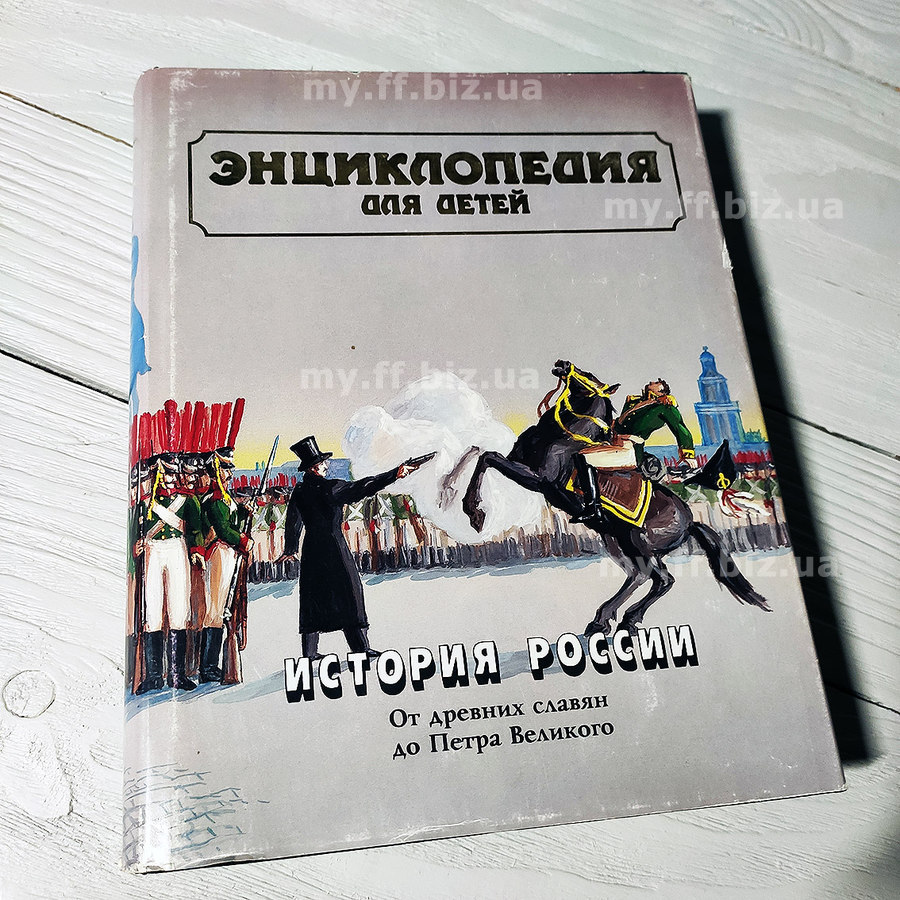 my.ff.biz.ua
ЭНЦИКЛОПЕДИЯ
ДЛЯ ДЕТЕЙ
my.ff.biz.ua
my.ff.biz.ua
my.ff.biz.ua
ИСТОРИЯ РОССИИ
От древних славян
до Петра Великого